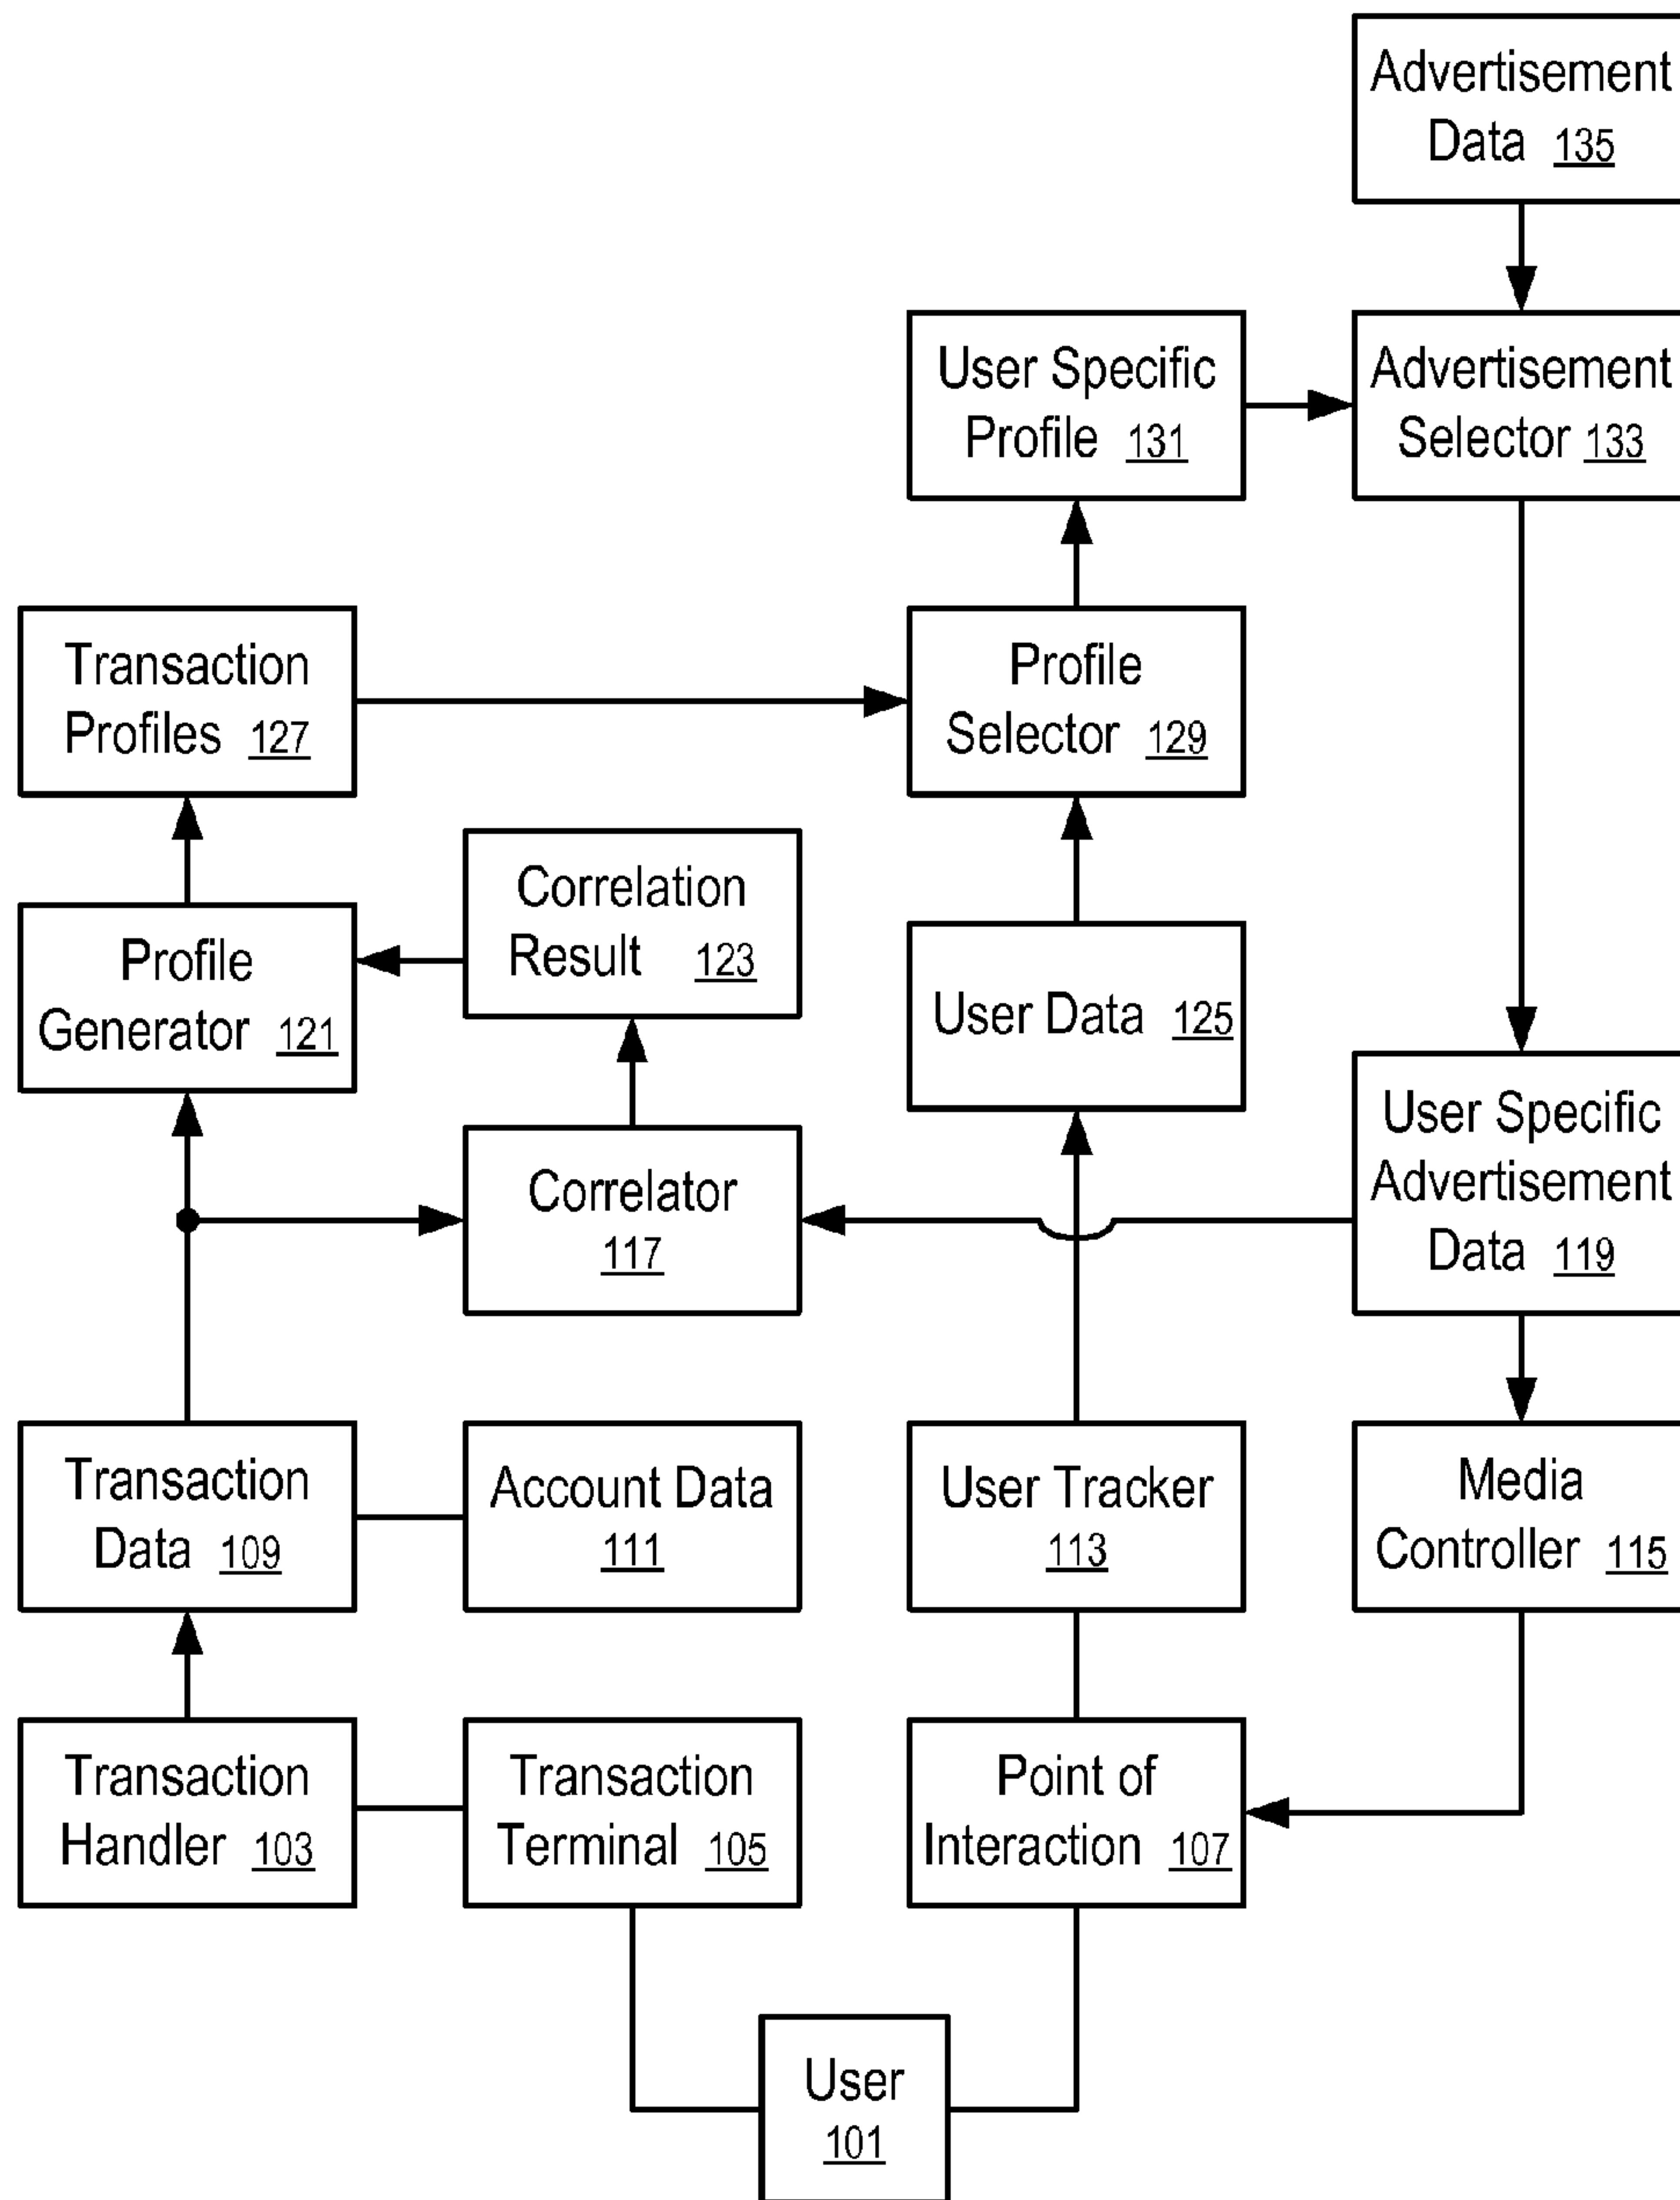 Advertisement
Data 135
User Specific
Profile 131
Advertisement
Selector 133
Transaction
Profiles 127
Profile
Selector 129
Correlation
Result 123
Profile
Generator 121
User Data 125
User Specific
Advertisement
Data 119
Correlator
117
Transaction
Data 109
Account Data
111
User Tracker
113
Media
Controller 115
Transaction
Handler 103
Transaction
Terminal 105
Point of
Interaction 107
User
101